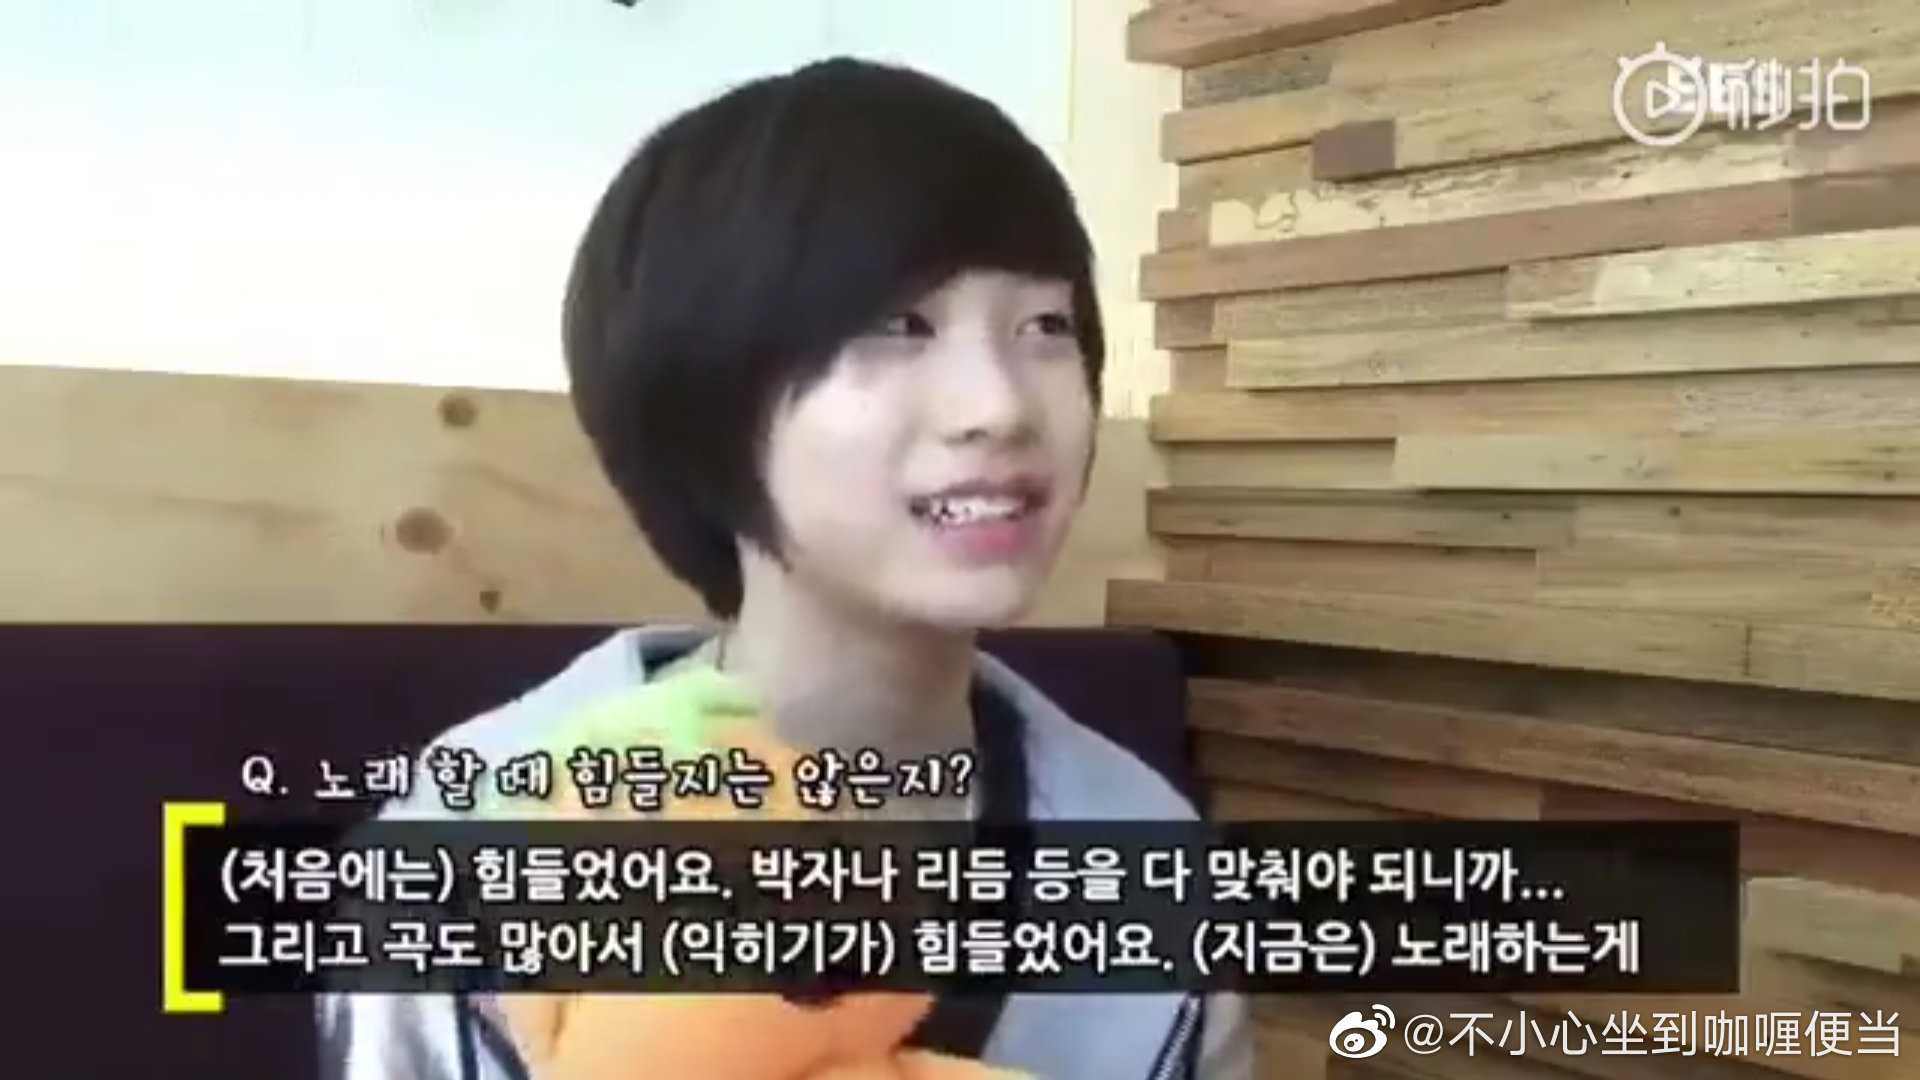 秒拍
Q. 노래 할 때 힘들지는 않은지?
(처음에는) 힘들었어요. 박자나 리듬 등을 다 맞춰야 되니까...
그리고 곡도 많아서 (익히기가) 힘들었어요. (지금은) 노래하는게
@不小心坐到咖喱便当